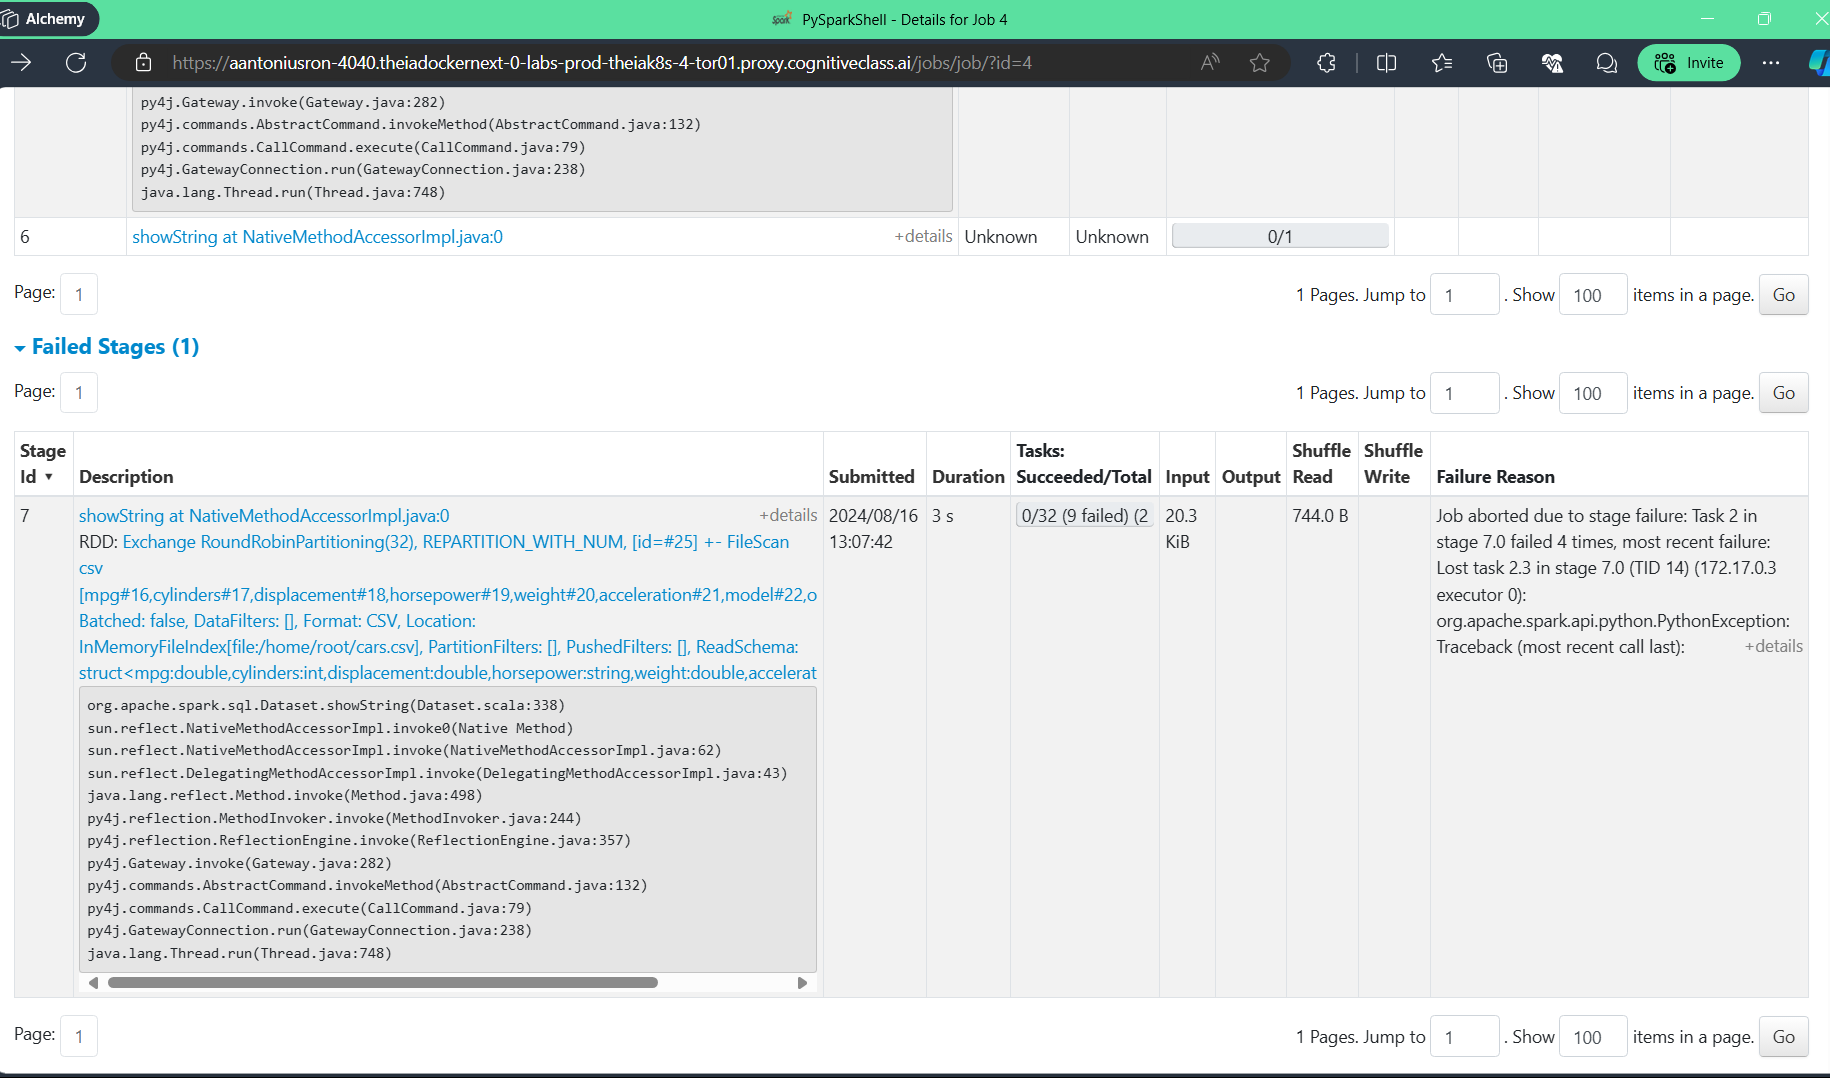 Alchemy
Spark
PySparkShell - Details for Job 4
https://aantoniusron-4040.theiadockernext-0-labs-prod-theiak8s-4-tor01.proxy.cognitiveclass.ai/jobs/job/?id=4
Invite
py4j.Gateway.invoke(Gateway.java:282)
py4j.commands.AbstractCommand.invokeMethod(AbstractCommand.java:132)
py4j.commands.CallCommand.execute(CallCommand.java:79)
py4j.GatewayConnection.run(GatewayConnection.java:238)
java.lang.Thread.run(Thread.java:748)
6 showString at NativeMethodAccessorImpl.java:0 +details Unknown Unknown 0/1
Page: 1 1 Pages. Jump to 1 . Show 100 items in a page. Go
Failed Stages (1)
Page: 1 1 Pages. Jump to 1 . Show 100 items in a page. Go
Stage Id Description Submitted Duration Tasks: Succeeded/Total Input Output Shuffle Read Shuffle Write Failure Reason
7
showString at NativeMethodAccessorImpl.java:0 +details
RDD: Exchange RoundRobinPartitioning(32), REPARTITION_WITH_NUM, [id=#25] +- FileScan
csv
[mpg#16,cylinders#17,displacement#18,horsepower#19,weight#20,acceleration#21,model#22,o
Batched: false, DataFilters: [], Format: CSV, Location:
InMemoryFileIndex[file:/home/root/cars.csv], PartitionFilters: [], PushedFilters: [], ReadSchema:
struct<mpg:double,cylinders:int,displacement:double,horsepower:string,weight:double,accelerat
org.apache.spark.sql.Dataset.showString(Dataset.scala:338)
sun.reflect.NativeMethodAccessorImpl.invoke0(Native Method)
sun.reflect.NativeMethodAccessorImpl.invoke(NativeMethodAccessorImpl.java:62)
sun.reflect.DelegatingMethodAccessorImpl.invoke(DelegatingMethodAccessorImpl.java:43)
java.lang.reflect.Method.invoke(Method.java:498)
py4j.reflection.MethodInvoker.invoke(MethodInvoker.java:244)
py4j.reflection.ReflectionEngine.invoke(ReflectionEngine.java:357)
py4j.Gateway.invoke(Gateway.java:282)
py4j.commands.AbstractCommand.invokeMethod(AbstractCommand.java:132)
py4j.commands.CallCommand.execute(CallCommand.java:79)
py4j.GatewayConnection.run(GatewayConnection.java:238)
java.lang.Thread.run(Thread.java:748)
2024/08/16
13:07:42
3 s
0/32 (9 failed) (2
20.3
KiB
744.0 B
Job aborted due to stage failure: Task 2 in
stage 7.0 failed 4 times, most recent failure:
Lost task 2.3 in stage 7.0 (TID 14) (172.17.0.3
executor 0):
org.apache.spark.api.python.PythonException:
Traceback (most recent call last): +details
Page: 1 1 Pages. Jump to 1 . Show 100 items in a page. Go